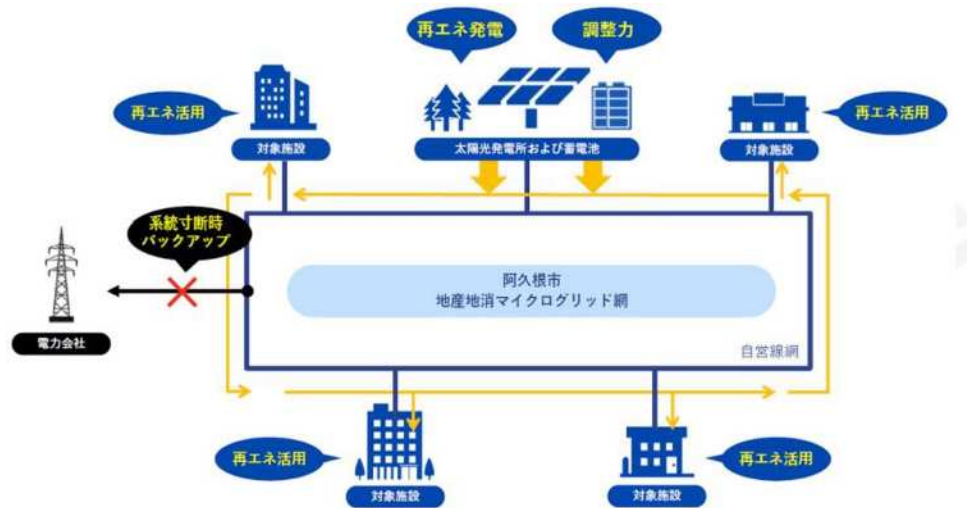 再エネ発電
調整力
再エネ活用
再エネ活用
対象施設
太陽光発電所および蓄電池
対象施設
系統寸断時
バックアップ
阿久根市
地産地消マイクログリッド網
電力会社
自営線網
再エネ活用
再エネ活用
対象施設
対象施設